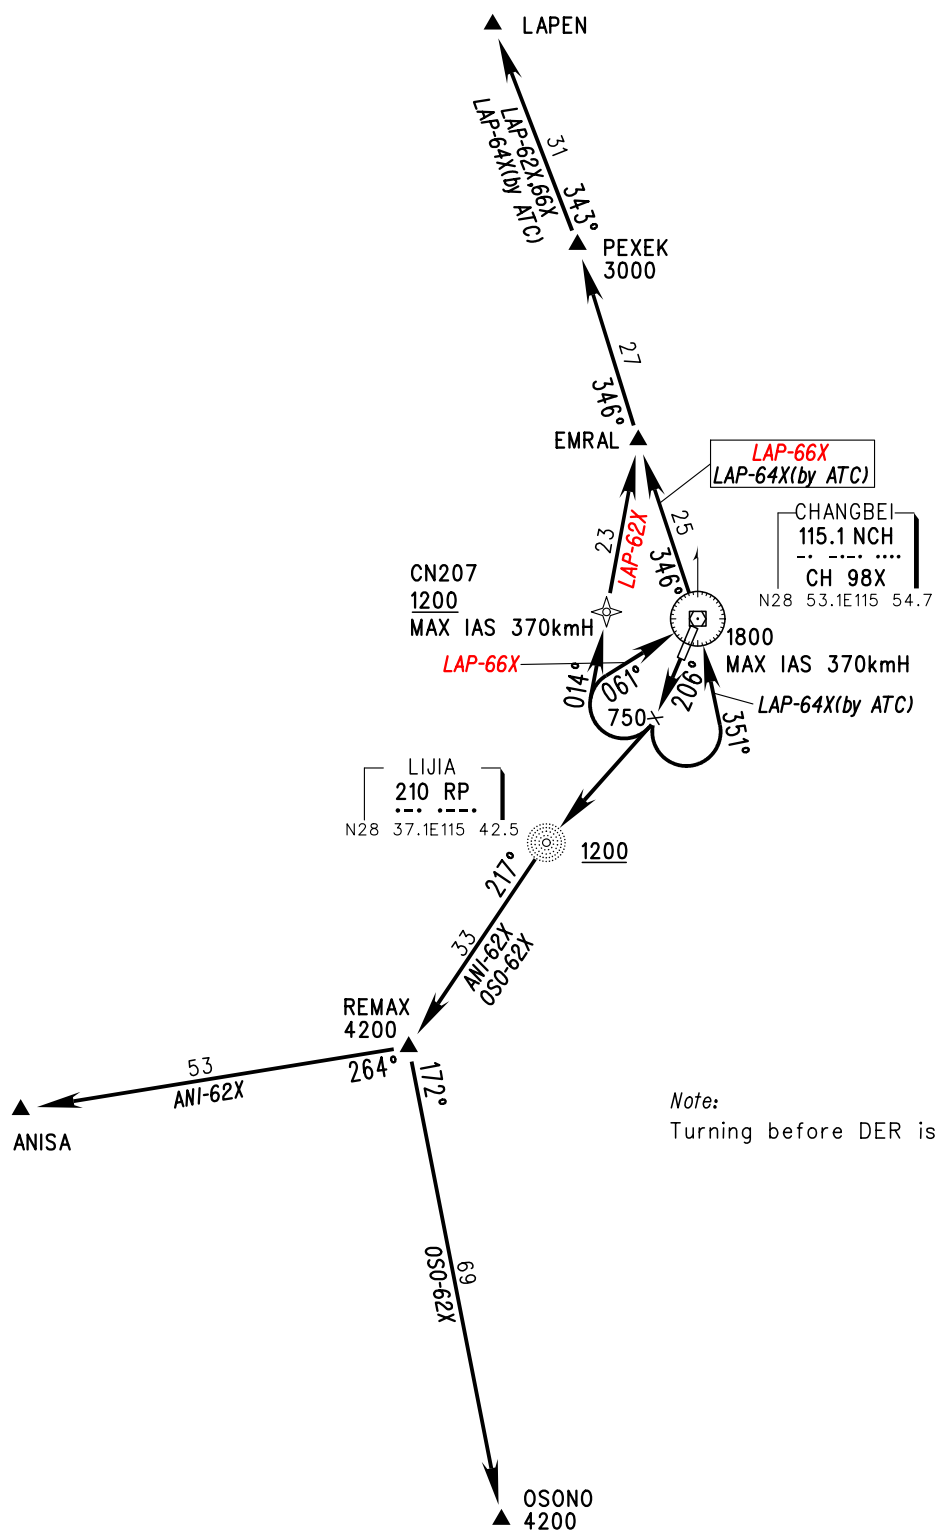 LAPEN
31
LAP-62X,66X
LAP-64X(by ATC)
343°
PEXEK
3000
27
346°
EMRAL
LAP-66X
LAP-64X(by ATC)
23
LAP-62X
25
346°
CHANGBEI
115.1 NCH
CH 98X
N28 53.1E115 54.7
CN207
1200
MAX IAS 370kmH
1800
MAX IAS 370kmH
LAP-66X
014°
061°
206°
LAP-64X(by ATC)
750
351°
LIJIA
210 RP
N28 37.1E115 42.5
1200
217°
33
ANI-62X
OSO-62X
REMAX
4200
53
264°
172°
ANI-62X
ANISA
Note:
Turning before DER is
69
OSO-62X
OSONO
4200